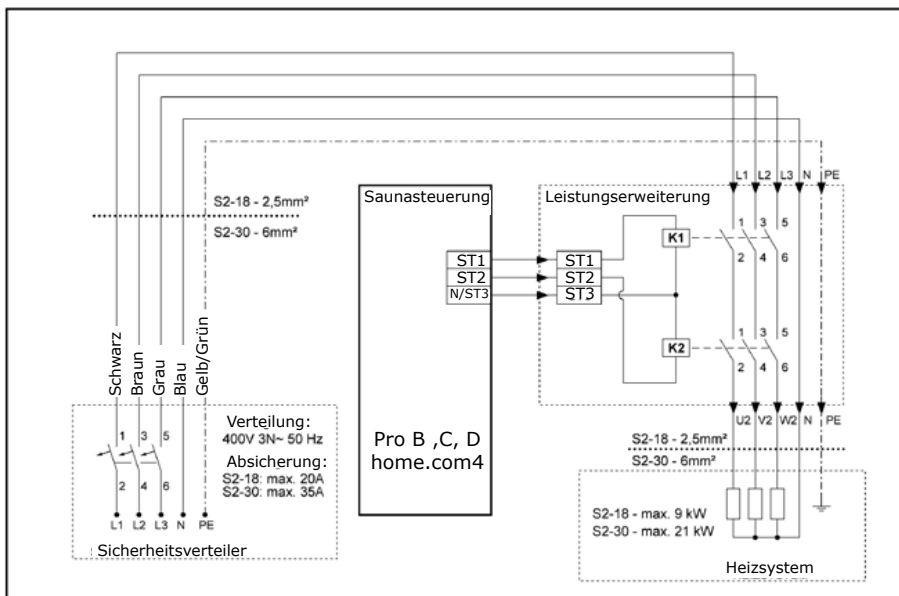 L1 L2 L3 N PE
S2-18 - 2,5mm²
S2-30 - 6mm²
Saunasteuerung
Leistungserweiterung
1 3 5
K1
ST1
ST2
N/ST3
ST1
ST2
ST3
2 4 6
Schwarz
Braun
Grau
Blau
Gelb/Grün
1 3 5
K2
2 4 6
Verteilung:
400V 3N~ 50 Hz
Absicherung:
S2-18: max. 20A
S2-30: max. 35A
1 3 5
2 4 6
L1 L2 L3 N PE
Sicherheitsverteiler
Pro B ,C, D
home.com4
U2 V2 W2 N PE
S2-18 - 2,5mm²
S2-30 - 6mm²
S2-18 - max. 9 kW
S2-30 - max. 21 kW
Heizsystem